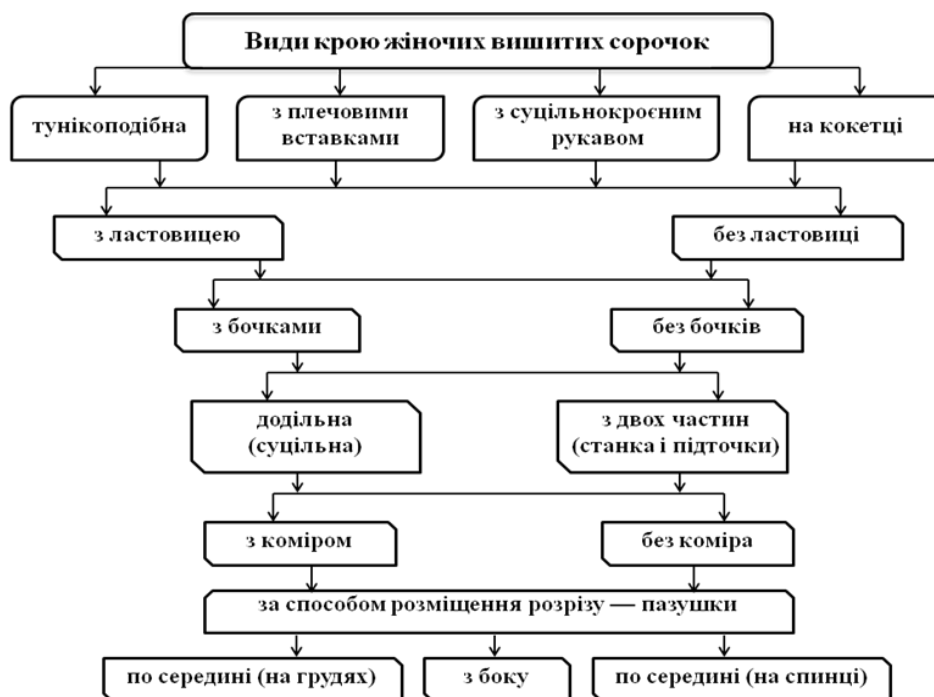 Види крою жіночих вишитих сорочок
тунікоподібна
з плечовими
вставками
з суцільнокроєним
рукавом
на кокетці
з ластовицею
без ластовиці
з бочками
без бочків
додільна
(суцільна)
з двох частин
(станка і підточки)
з коміром
без коміра
за способом розміщення розрізу — пазушки
по середині (на грудях)
з боку
по середині (на спинці)